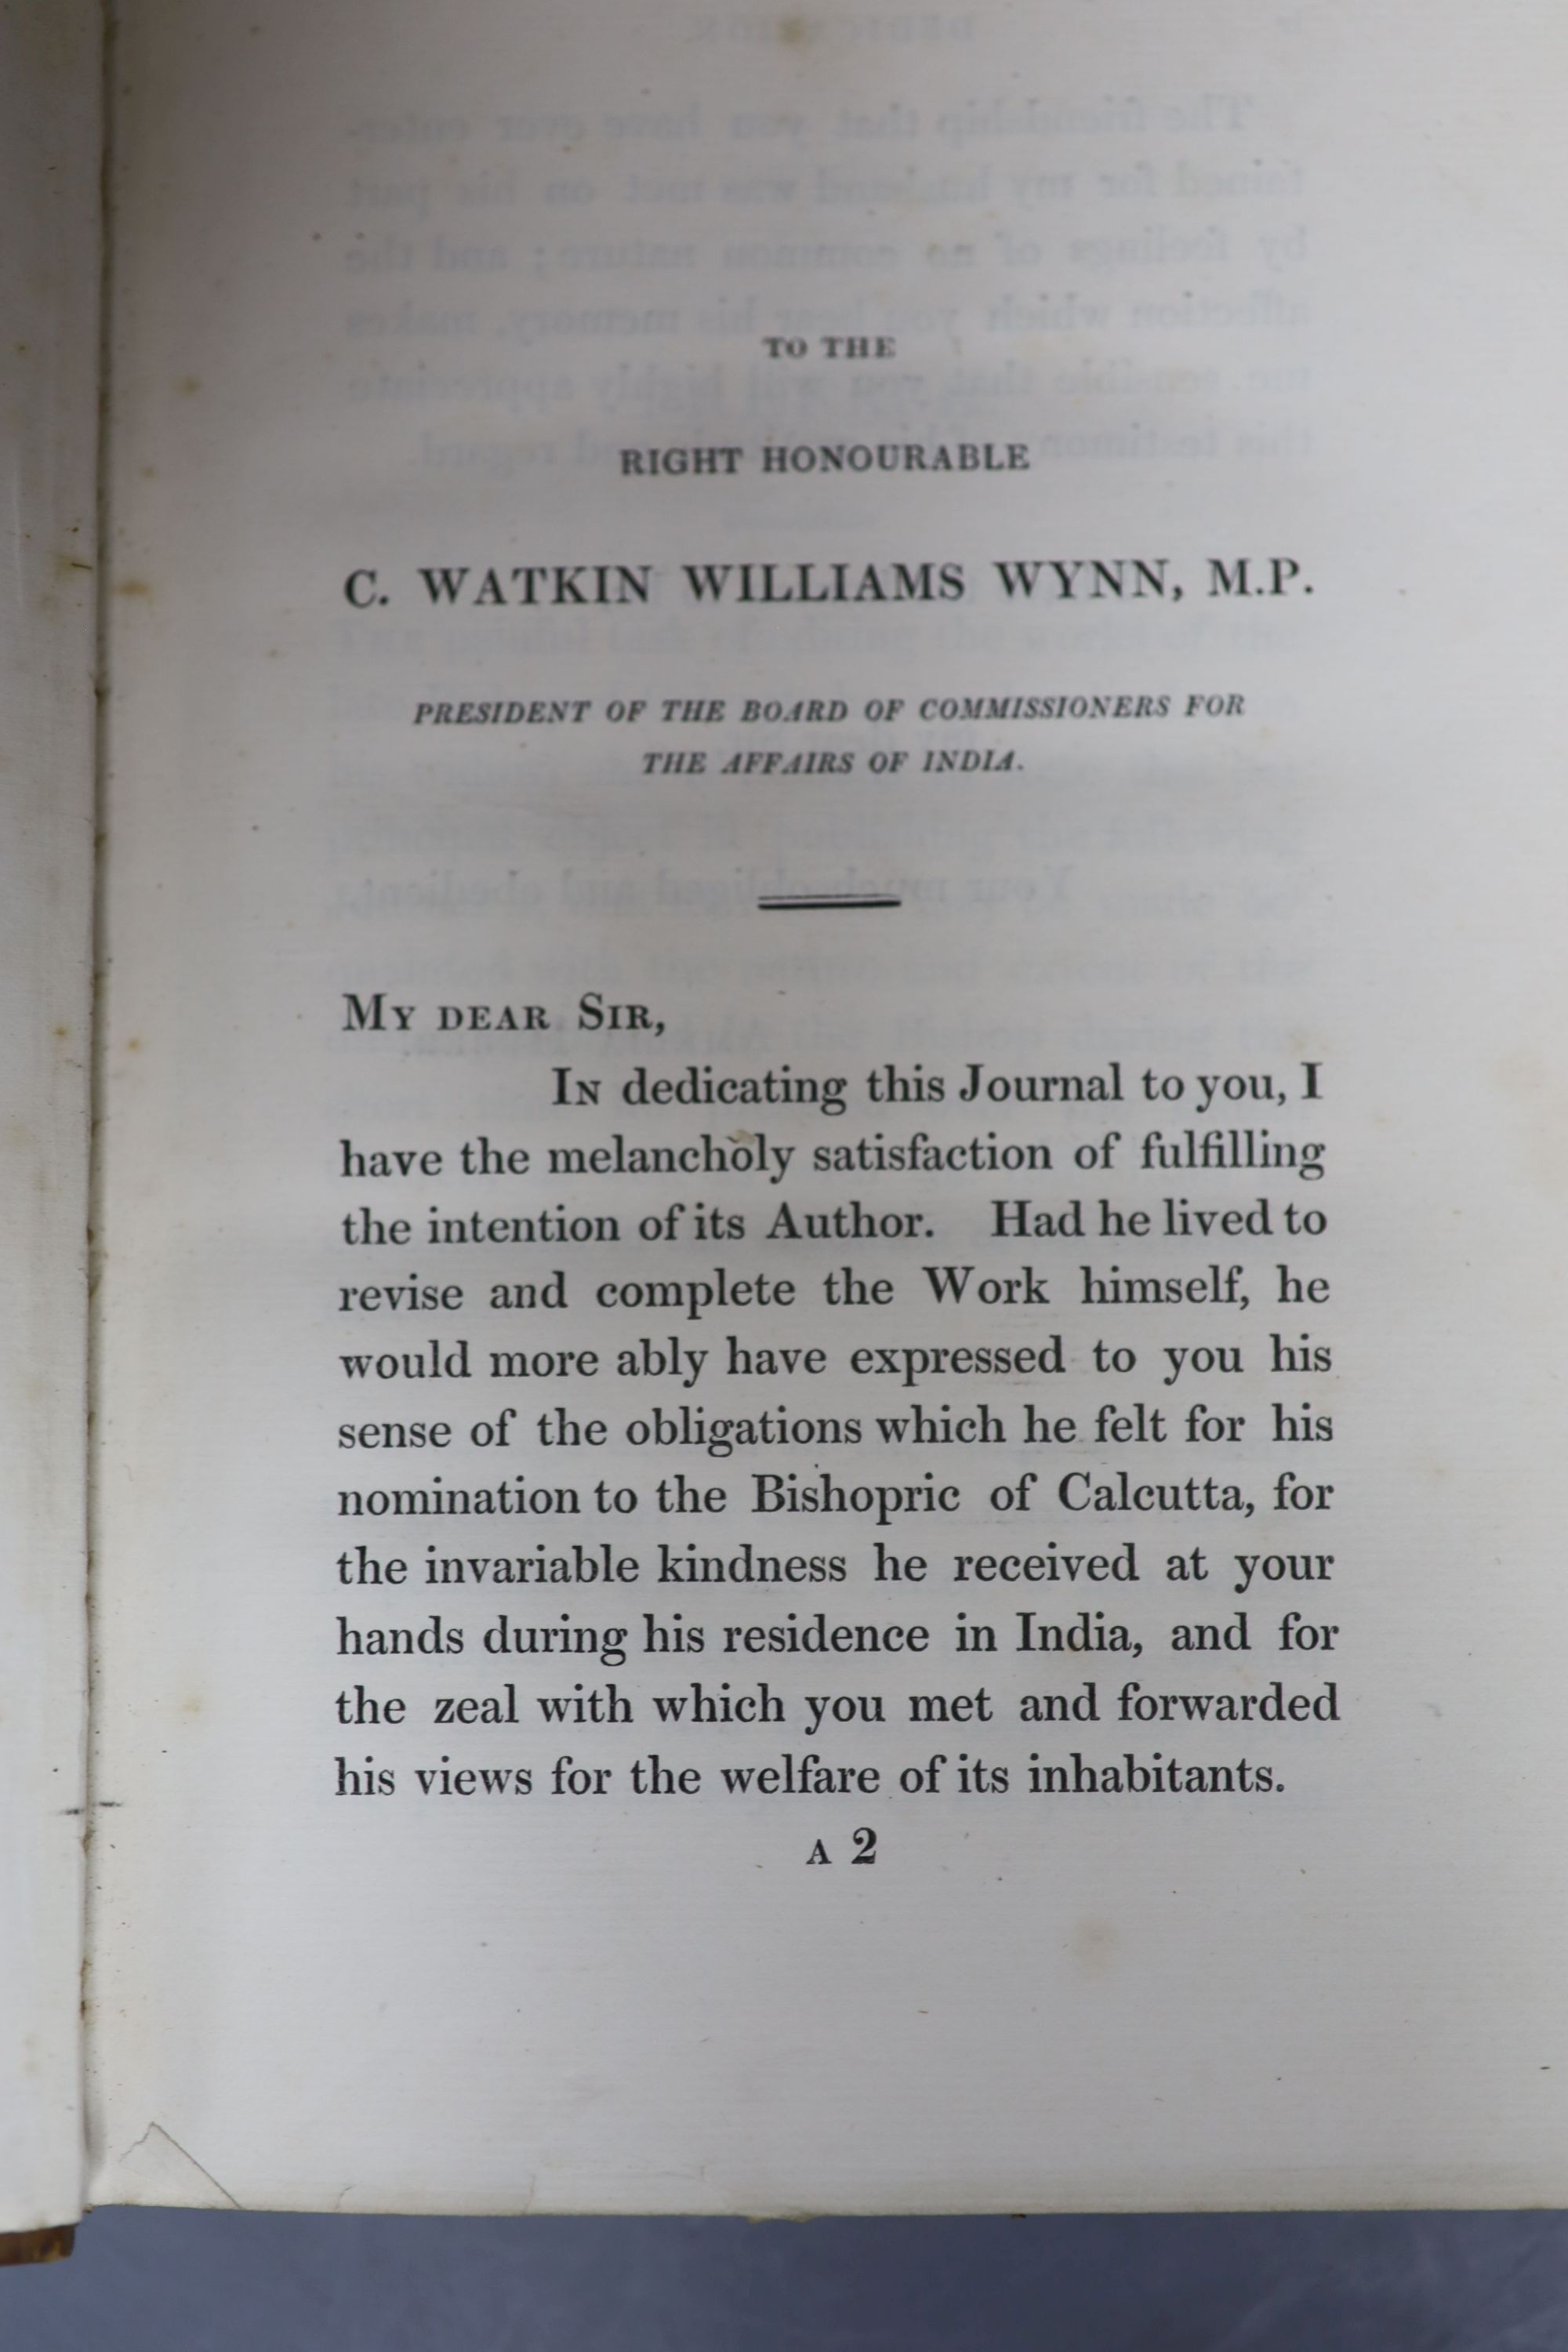 TO THE
RIGHT HONOURABLE
C. WATKIN WILLIAMS WYNN, M.P.
PRESIDENT OF THE BOARD OF COMMISSIONERS FOR
THE AFFAIRS OF INDIA.
MY DEAR SIR,
IN dedicating this Journal to you, I
have the melancholy satisfaction of fulfilling
the intention of its Author. Had he lived to
revise and complete the Work himself, he
would more ably have expressed to you his
sense of the obligations which he felt for his
nomination to the Bishopric of Calcutta, for
the invariable kindness he received at your
hands during his residence in India, and for
the zeal with which you met and forwarded
his views for the welfare of its inhabitants.
A 2